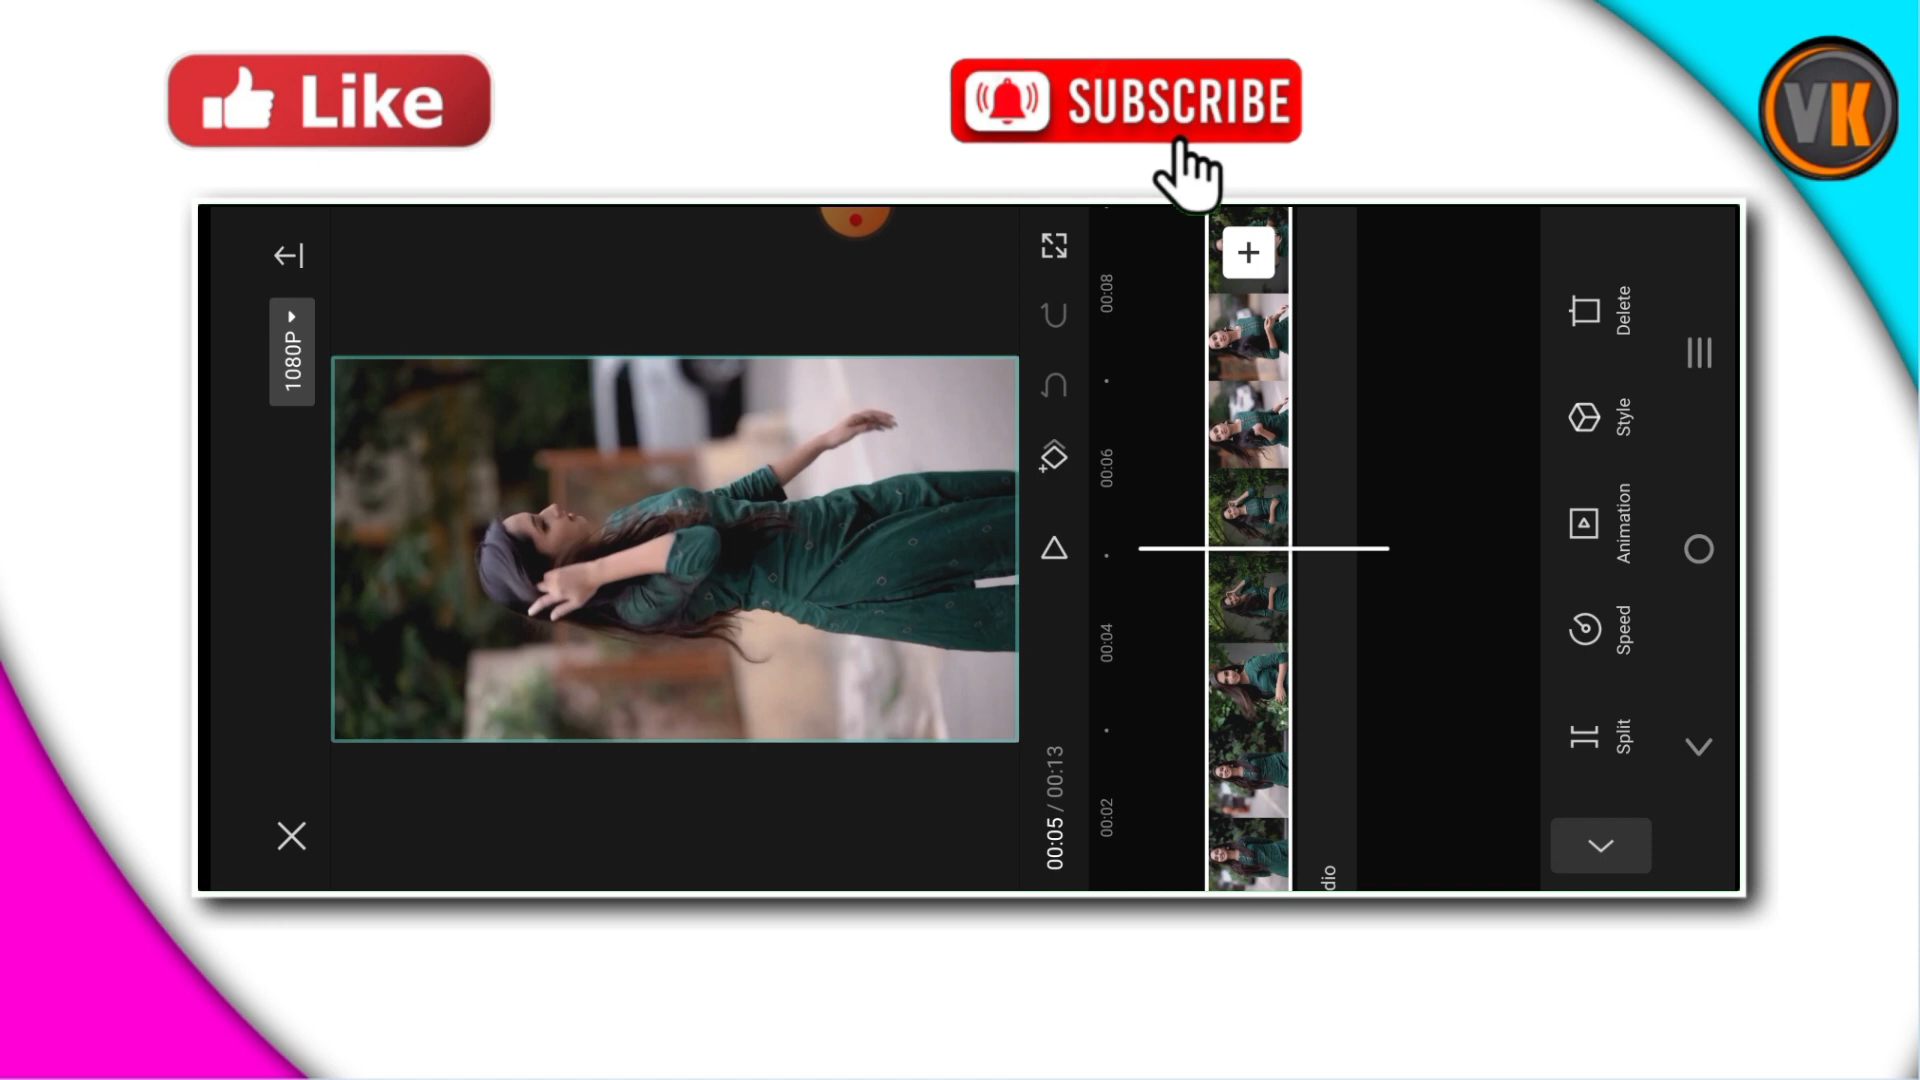 Like
SUBSCRIBE
VK
1080P
00:05 / 00:13
00:02
00:04
00:06
00:08
dio
Split
Speed
Animation
Style
Delete